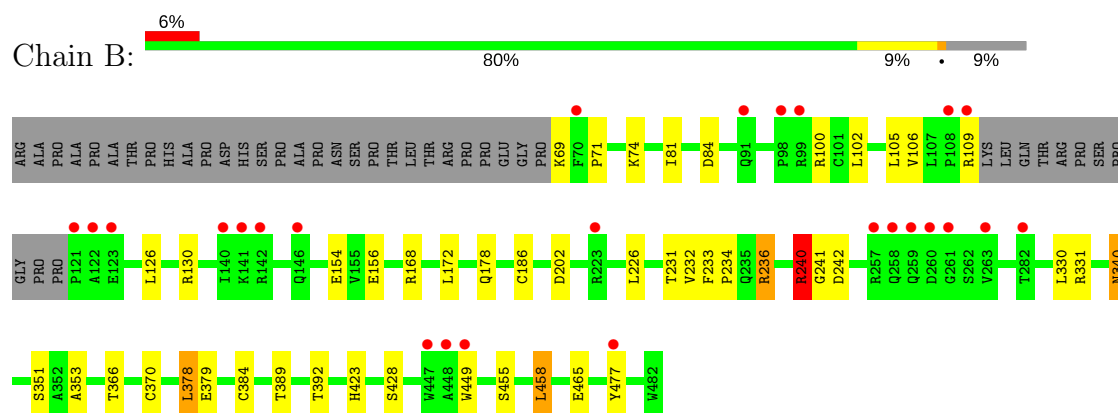 6%
Chain B:
80% 9% • 9%
ARG ALA PRO ALA PRO ALA THR PRO HIS ALA PRO ASP HIS SER PRO ALA PRO ASN SER PRO THR LEU THR ARG PRO PRO GLU GLY PRO K69 F70 P71 K74 I81 D84 Q91 P98 R99 R100 C101 L102 L105 V106 L107 P108 R109 LYS LEU GLN THR ARG PRO SER PRO
GLY PRO PRO P121 A122 E123 L126 R130 I140 K141 R142 Q146 E154 V155 E156 R168 L172 Q178 C186 D202 R223 L226 T231 V232 F233 P234 Q235 R236 R240 G241 D242 R257 Q258 Q259 D260 G261 S262 V263 T282 L330 R331 N340
S351 A352 A353 T366 C370 L378 E379 C384 T389 T392 H423 S428 W447 A448 W449 S455 L458 E465 Y477 W482